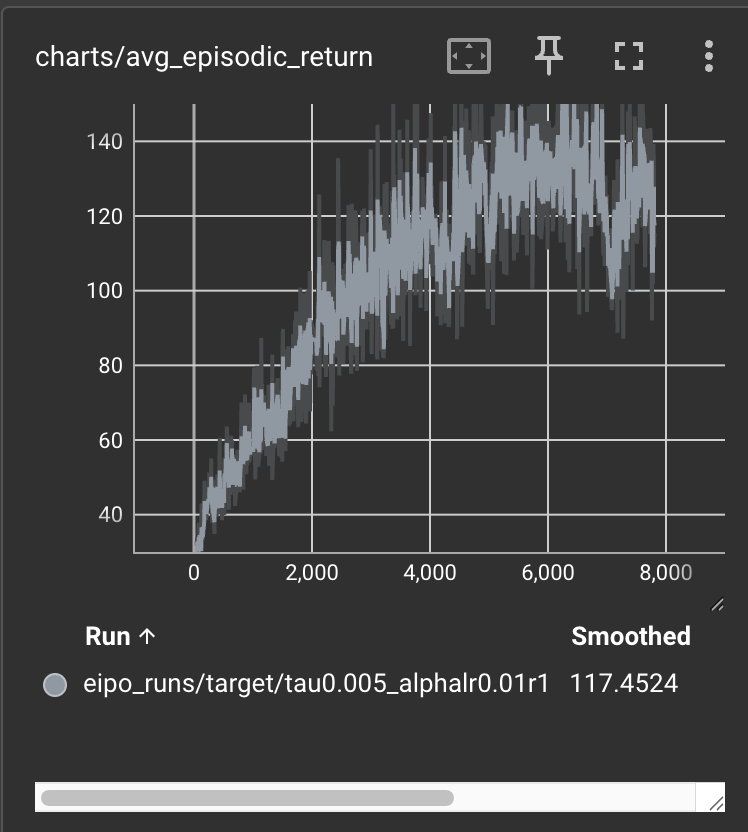 charts/avg_episodic_return
140
120
100
80
60
40
0 2,000 4,000 6,000 8,000
Run ↑ Smoothed
eipo_runs/target/tau0.005_alphalr0.01r1 117.4524